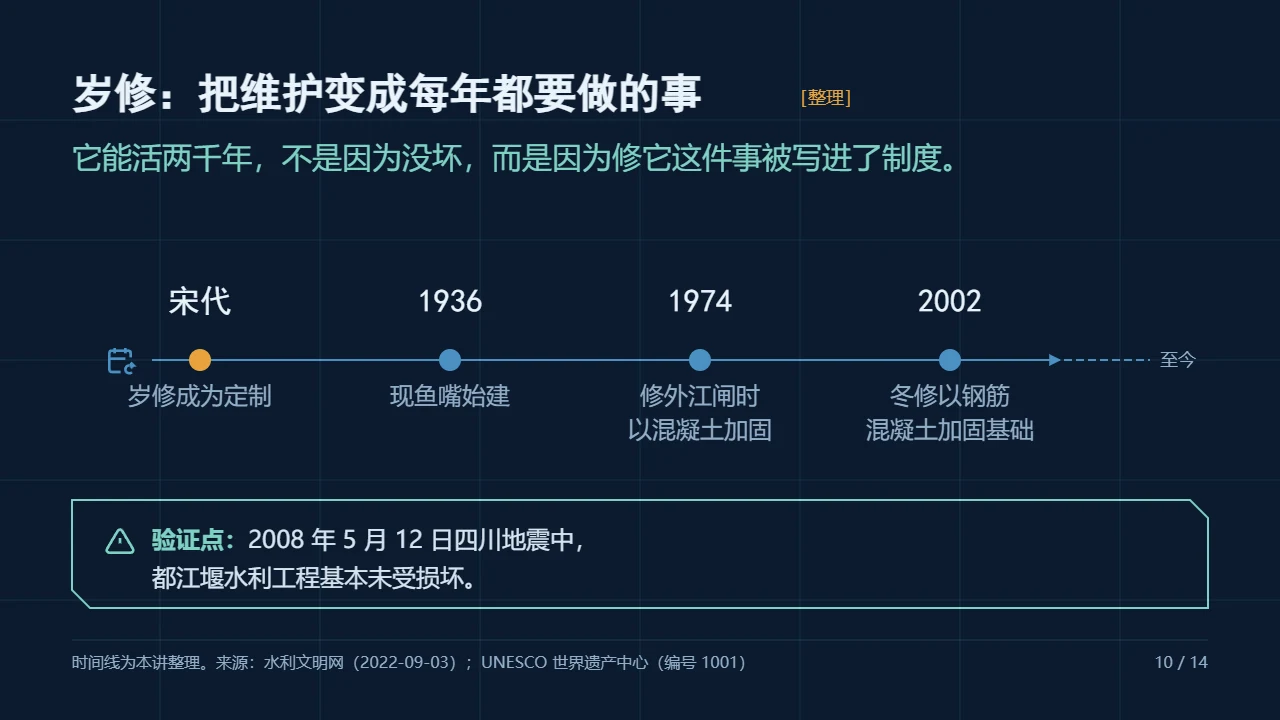 岁修：把维护变成每年都要做的事
[整理]
它能活两千年，不是因为没坏，而是因为修它这件事被写进了制度。
宋代
1936
1974
2002
至今
岁修成为定制
现鱼嘴始建
修外江闸时
以混凝土加固
冬修以钢筋
混凝土加固基础
验证点：2008 年 5 月 12 日四川地震中，
都江堰水利工程基本未受损坏。
时间线为本讲整理。来源：水利文明网（2022-09-03）；UNESCO 世界遗产中心（编号 1001）
10 / 14